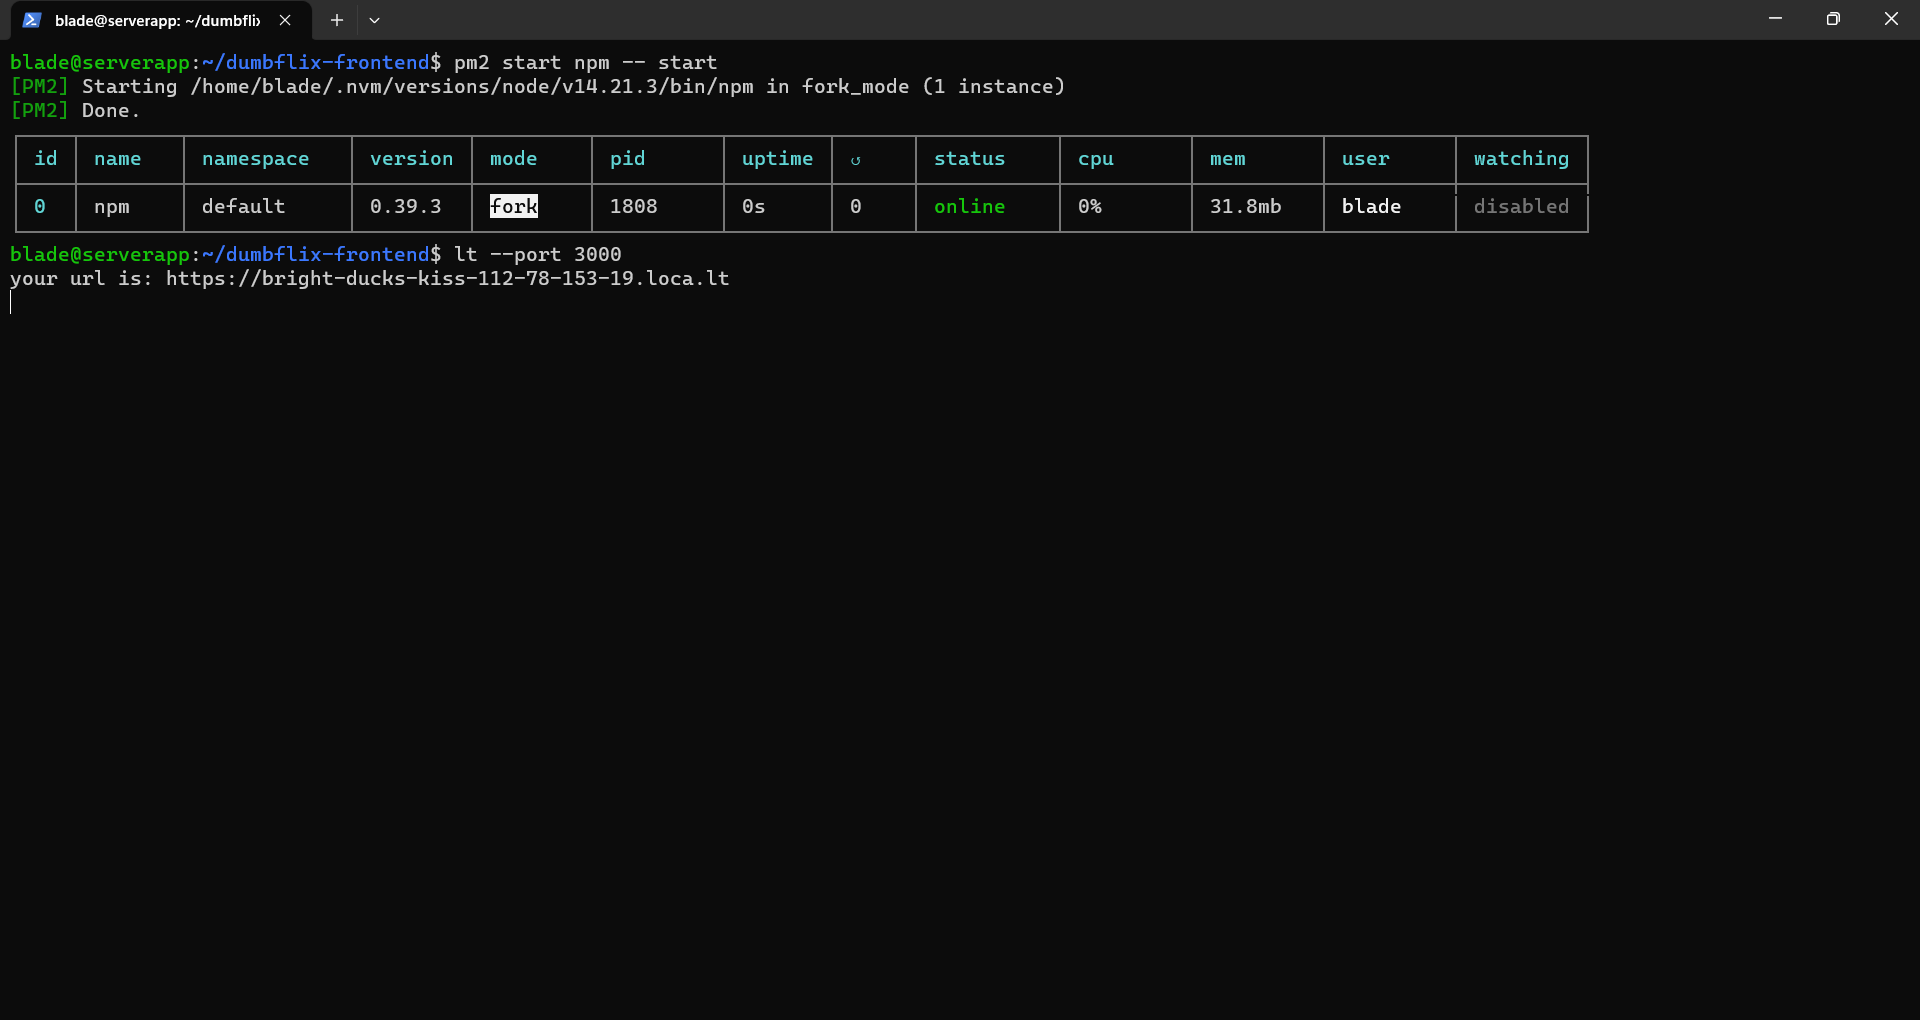 blade@serverapp: ~/dumbflix
blade@serverapp:~/dumbflix-frontend$ pm2 start npm -- start
[PM2] Starting /home/blade/.nvm/versions/node/v14.21.3/bin/npm in fork_mode (1 instance)
[PM2] Done.
id name namespace version mode pid uptime ↺ status cpu mem user watching
0 npm default 0.39.3 fork 1808 0s 0 online 0% 31.8mb blade disabled
blade@serverapp:~/dumbflix-frontend$ lt --port 3000
your url is: https://bright-ducks-kiss-112-78-153-19.loca.lt